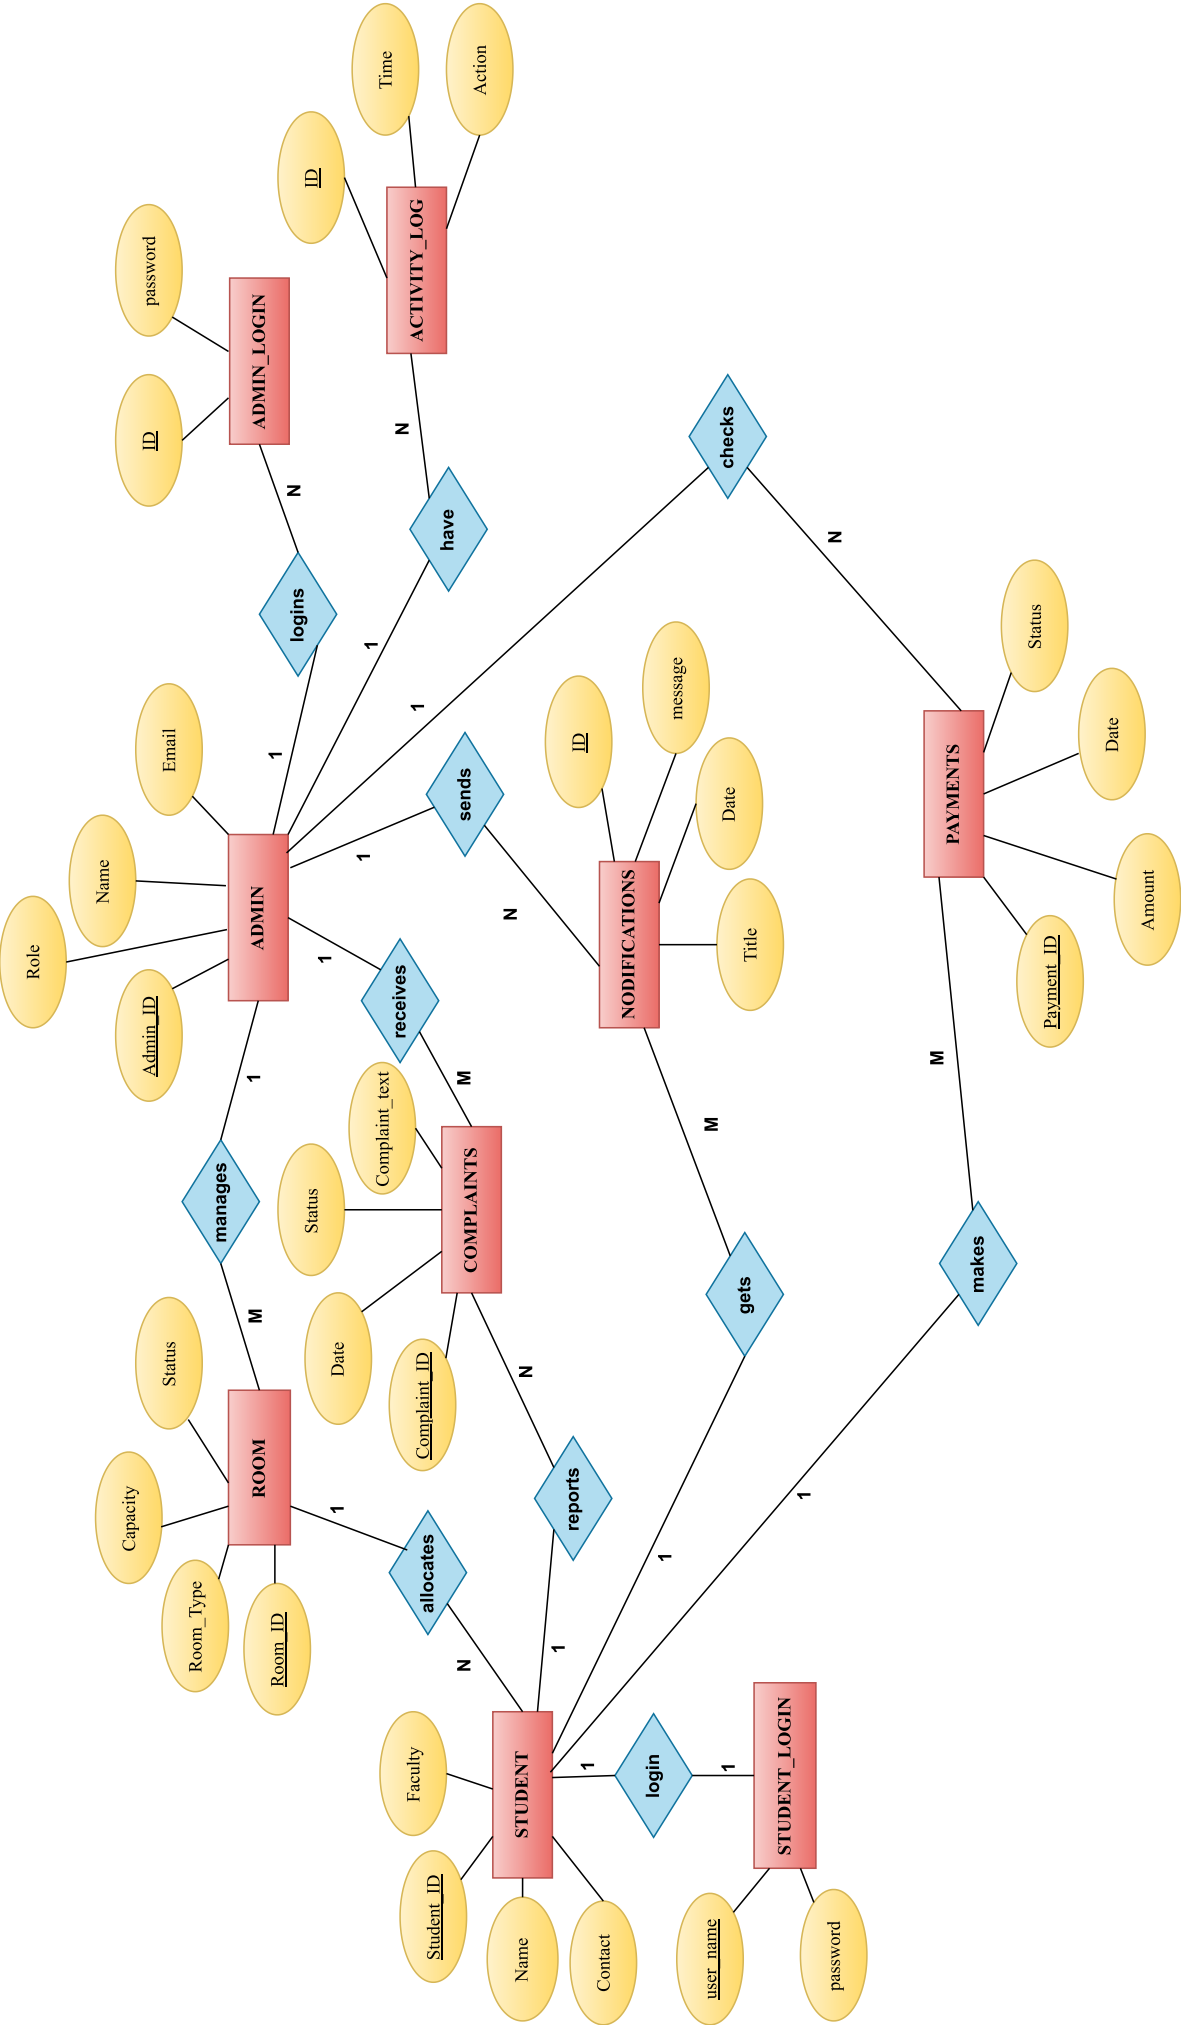 Role
Name
Email
Admin_ID
ADMIN
ID
password
ADMIN_LOGIN
logins
1
N
ID
Time
Action
ACTIVITY_LOG
have
1
N
checks
1
N
sends
1
N
receives
1
M
manages
1
M
Capacity
Status
Room_Type
Room_ID
ROOM
allocates
1
N
Status
Complaint_text
Date
Complaint_ID
COMPLAINTS
reports
N
1
ID
message
Date
Title
NODIFICATIONS
gets
M
1
Status
Date
Amount
Payment_ID
PAYMENTS
makes
M
1
Faculty
Student_ID
Name
Contact
STUDENT
login
1
1
STUDENT_LOGIN
user_name
password